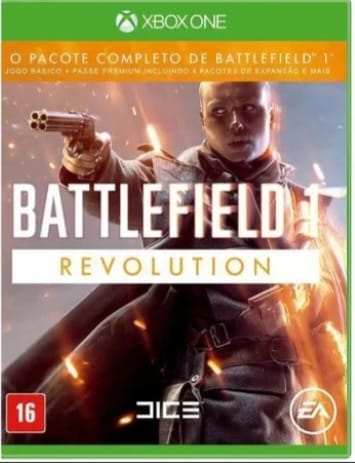 XBOX ONE
O PACOTE COMPLETO DE BATTLEFIELD™ 1
JOGO BÁSICO + PASSE PREMIUM INCLUINDO 4 PACOTES DE EXPANSÃO E MAIS
BATTLEFIELD 1
REVOLUTION
16
DICE
EA